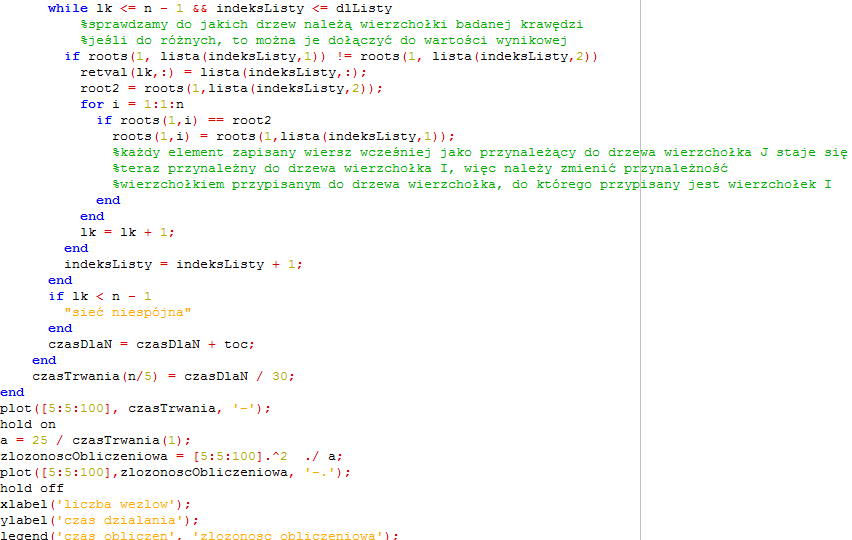 while lk <= n - 1 && indeksListy <= dlListy
%sprawdzamy do jakich drzew należą wierzchołki badanej krawędzi
%jeśli do różnych, to można je dołączyć do wartości wynikowej
if roots(1, lista(indeksListy,1)) != roots(1, lista(indeksListy,2))
retval(lk,:) = lista(indeksListy,:);
root2 = roots(1,lista(indeksListy,2));
for i = 1:1:n
if roots(1,i) == root2
roots(1,i) = roots(1,lista(indeksListy,1));
%każdy element zapisany wiersz wcześniej jako przynależący do drzewa wierzchołka J staje się
%teraz przynależny do drzewa wierzchołka I, więc należy zmienić przynależność
%wierzchołkiem przypisanym do drzewa wierzchołka, do którego przypisany jest wierzchołek I
end
end
lk = lk + 1;
end
indeksListy = indeksListy + 1;
end
if lk < n - 1
"sieć niespójna"
end
czasDlaN = czasDlaN + toc;
end
czasTrwania(n/5) = czasDlaN / 30;
end
plot([5:5:100], czasTrwania, '-');
hold on
a = 25 / czasTrwania(1);
zlozonoscObliczeniowa = [5:5:100].^2 ./ a;
plot([5:5:100],zlozonoscObliczeniowa, '-.');
hold off
xlabel('liczba wezlow');
ylabel('czas dzialania');
legend('czas obliczen', 'zlozonosc obliczeniowa');